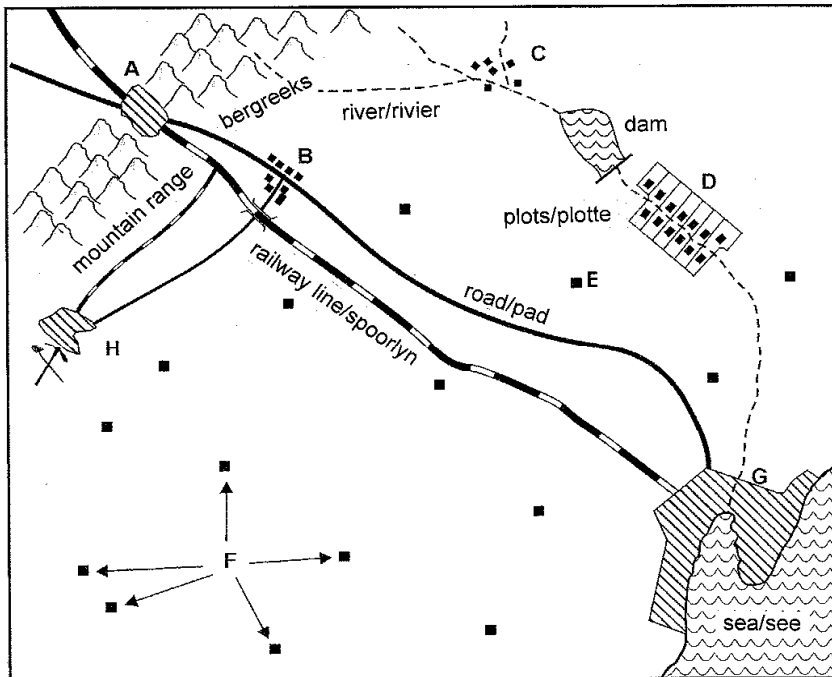 A
C
bergreeks
river/rivier
dam
B
D
mountain range
plots/plotte
E
railway line/spoorlyn
road/pad
H
G
F
sea/see